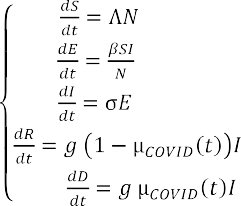 dS/dt = ΛN
dE/dt = βSI/N
dI/dt = σE
dR/dt = g (1 − μ_COVID(t))I
dD/dt = g μ_COVID(t)I